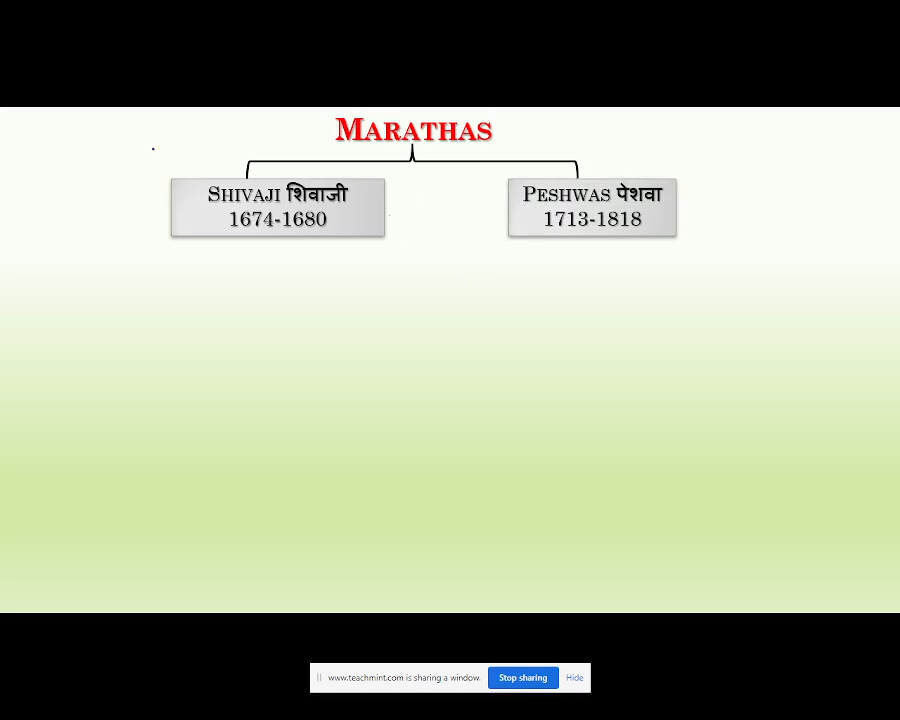 MARATHAS
SHIVAJI शिवाजी
1674-1680
PESHWAS पेशवा
1713-1818
www.teachmint.com is sharing a window.
Stop sharing
Hide